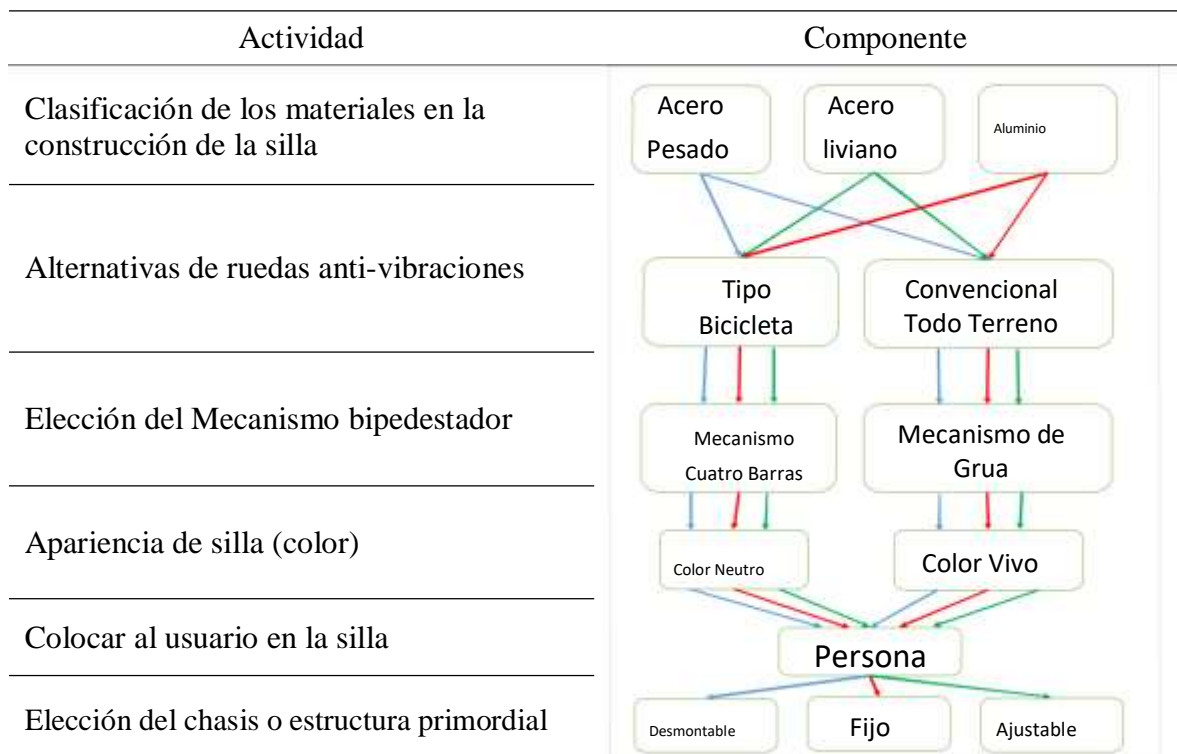 Actividad
Componente
Clasificación de los materiales en la
construcción de la silla
Acero
Pesado
Acero
liviano
Aluminio
Alternativas de ruedas anti-vibraciones
Tipo
Bicicleta
Convencional
Todo Terreno
Elección del Mecanismo bipedestador
Mecanismo
Cuatro Barras
Mecanismo de
Grua
Apariencia de silla (color)
Color Neutro
Color Vivo
Colocar al usuario en la silla
Persona
Elección del chasis o estructura primordial
Desmontable
Fijo
Ajustable